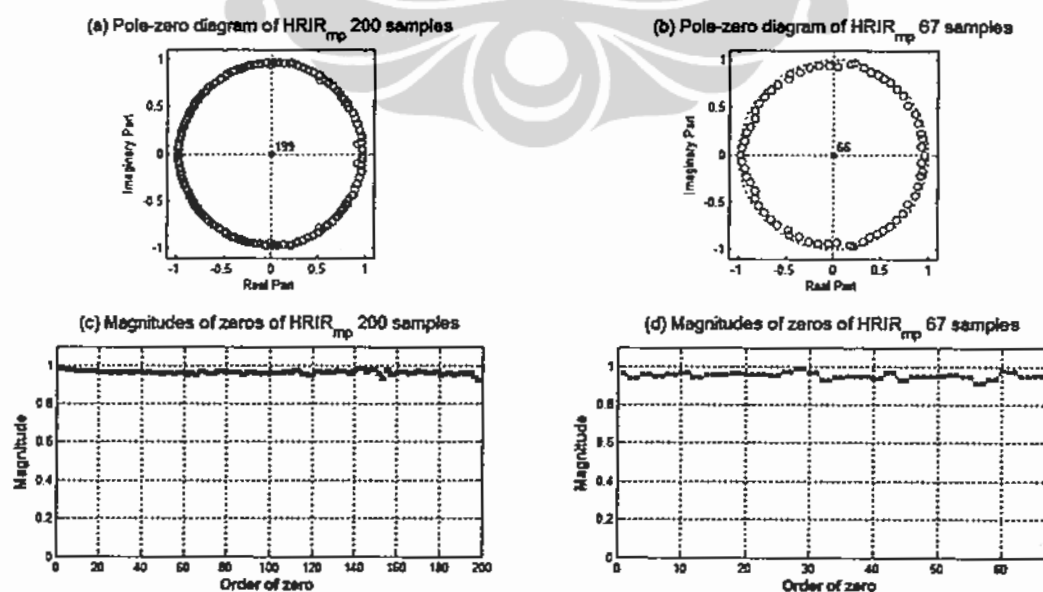 (a) Pole-zero diagram of HRIR_mp 200 samples
(b) Pole-zero diagram of HRIR_mp 67 samples
1
0.5
0
-0.5
-1
Imaginary Part
199
-1
-0.5
0
0.5
1
Real Part
1
0.5
0
-0.5
-1
Imaginary Part
66
-1
-0.5
0
0.5
1
Real Part
(c) Magnitudes of zeros of HRIR_mp 200 samples
(d) Magnitudes of zeros of HRIR_mp 67 samples
1
0.8
0.6
0.4
0.2
0
Magnitude
0 20 40 60 80 100 120 140 160 180 200
Order of zero
1
0.8
0.6
0.4
0.2
0
Magnitude
0 10 20 30 40 50 60
Order of zero